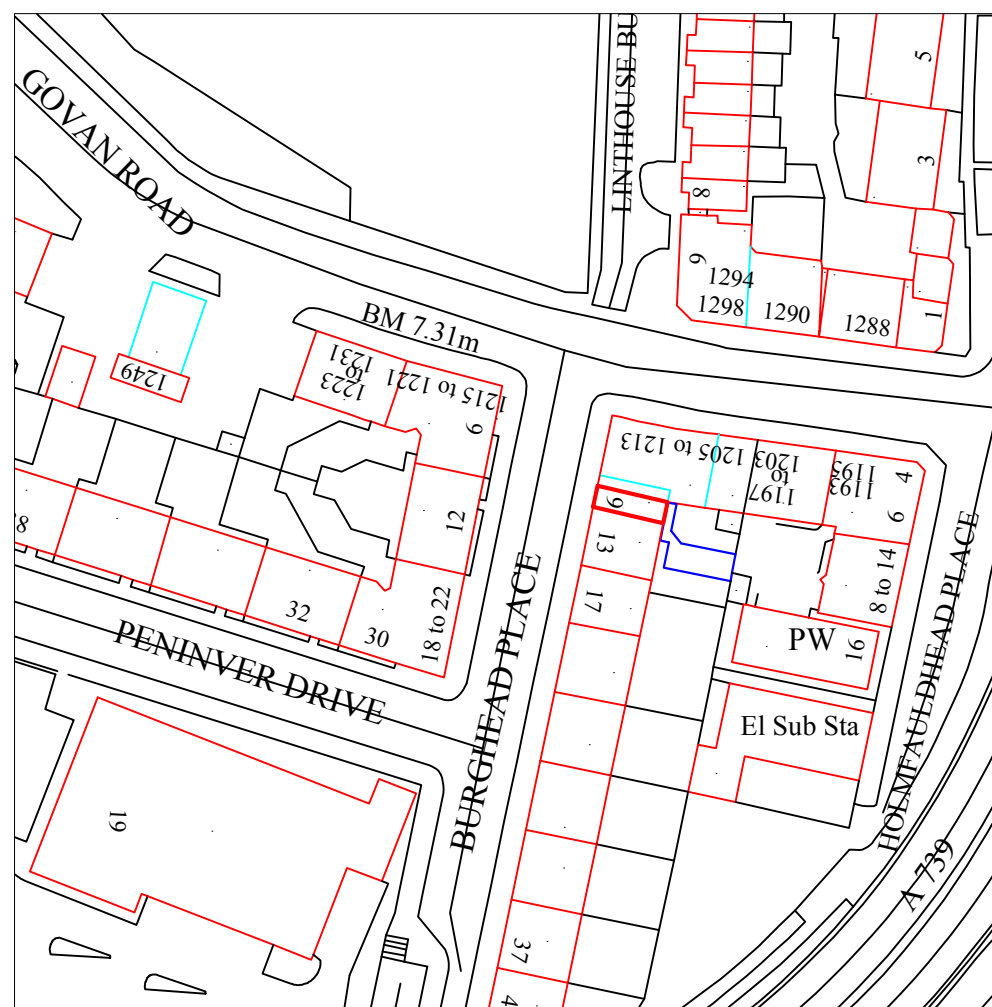 GOVAN ROAD
LINTHOUSE BU
5
3
8
9
1294
1298
1290
1288
1
BM 7.31m
1249
1231
to
1223
1215 to 1221
6
12
18 to 22
1205 to 1213
1203
to
1197
1195
1193
4
6
8 to 14
9
13
17
PW
16
El Sub Sta
HOLMFAULDHEAD PLACE
A 739
BURGHEAD PLACE
PENINVER DRIVE
32
30
19
37